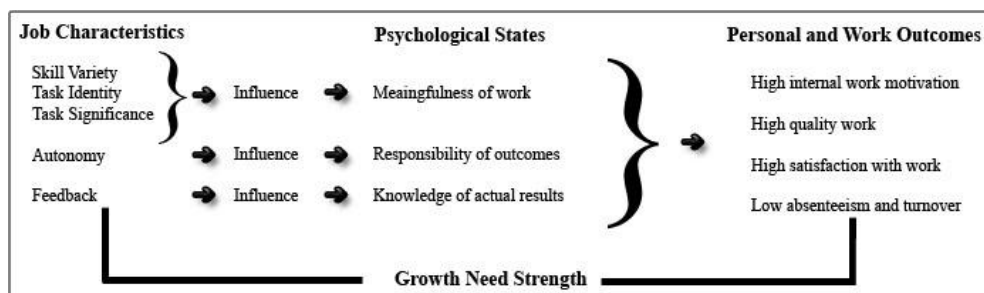 Job Characteristics
Psychological States
Personal and Work Outcomes
Skill Variety
Task Identity
Task Significance
Influence
Meaingfulness of work
Autonomy
Influence
Responsibility of outcomes
Feedback
Influence
Knowledge of actual results
High internal work motivation
High quality work
High satisfaction with work
Low absenteeism and turnover
Growth Need Strength